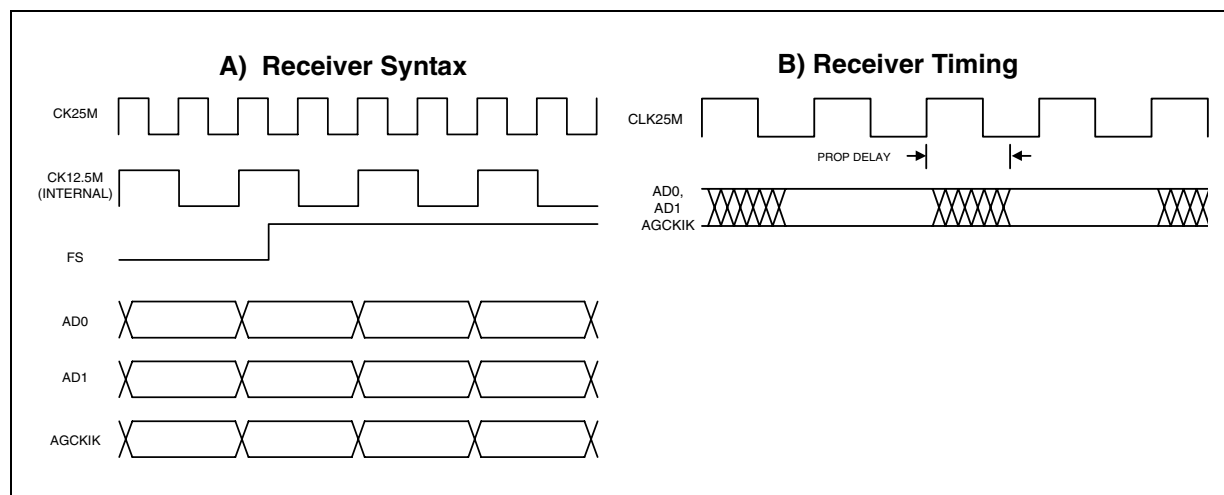 A) Receiver Syntax
CK25M
CK12.5M
(INTERNAL)
FS
AD0
AD1
AGCKIK
B) Receiver Timing
CLK25M
PROP DELAY
AD0,
AD1
AGCKIK